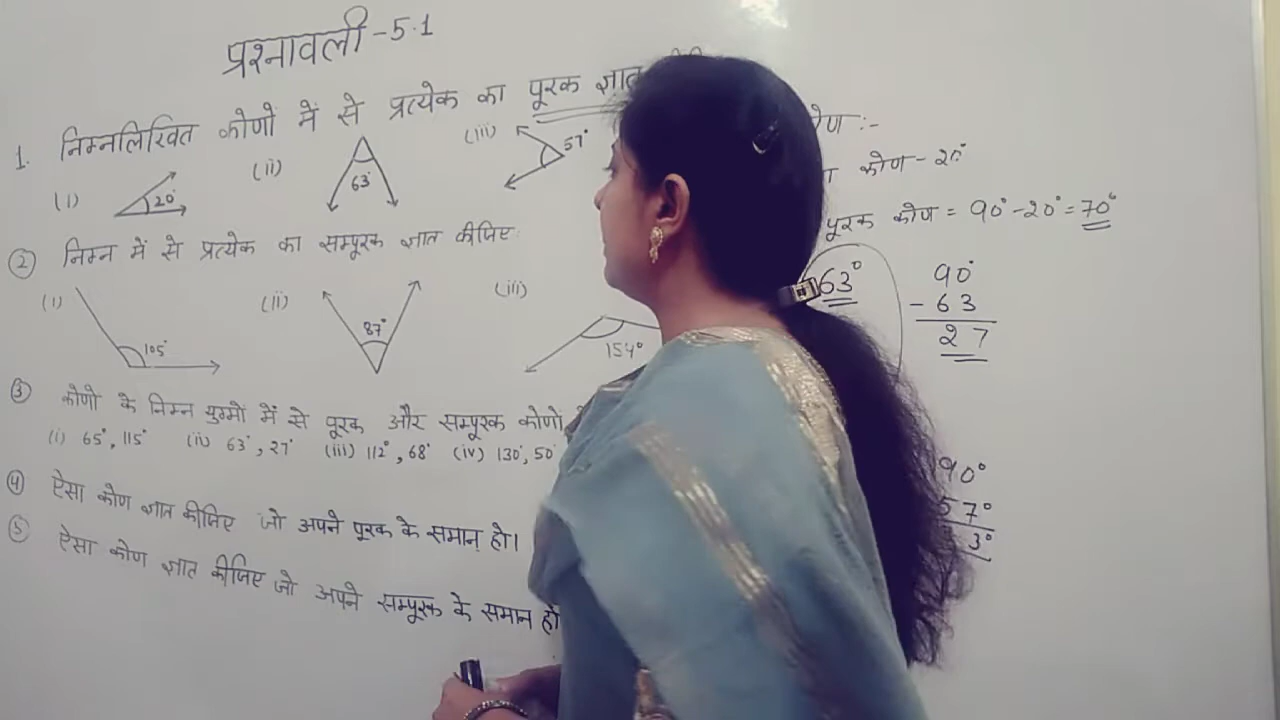 प्रश्नावली - 5.1
1. निम्नलिखित कोणों में से प्रत्येक का पूरक ज्ञात
(i) 20° (ii) 63° (iii) 57°
② निम्न में से प्रत्येक का सम्पूरक ज्ञात कीजिए:
(i) 105° (ii) 87° (iii) 154°
③ कोणों के निम्न युग्मों में से पूरक और सम्पूरक कोणों
(i) 65°, 115° (ii) 63°, 27° (iii) 112°, 68° (iv) 130°, 50°
④ ऐसा कोण ज्ञात कीजिए जो अपने पूरक के समान हो।
⑤ ऐसा कोण ज्ञात कीजिए जो अपने सम्पूरक के समान हो
कोण - 20°
पूरक कोण = 90° - 20° = 70°
63°
90°
- 63
27
90°
57°
3°